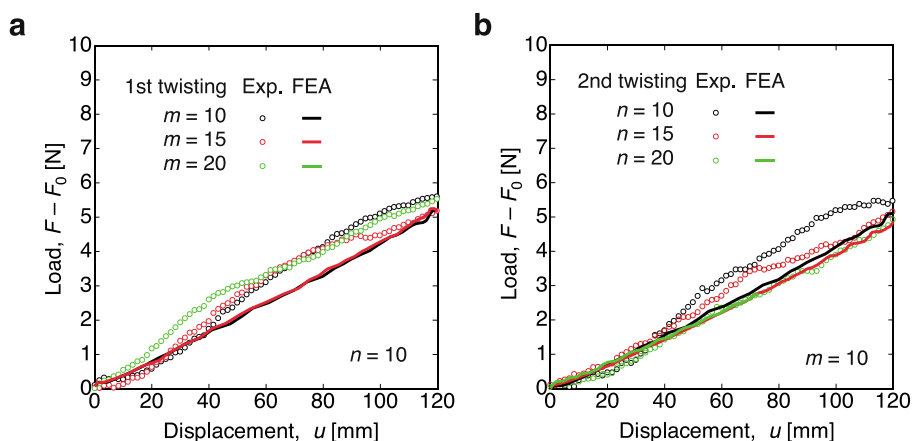 a
10
9
8
7
6
5
4
3
2
1
0
Load, F – F₀ [N]
1st twisting Exp. FEA
m = 10
m = 15
m = 20
n = 10
0 20 40 60 80 100 120
Displacement, u [mm]
b
10
9
8
7
6
5
4
3
2
1
0
Load, F – F₀ [N]
2nd twisting Exp. FEA
n = 10
n = 15
n = 20
m = 10
0 20 40 60 80 100 120
Displacement, u [mm]